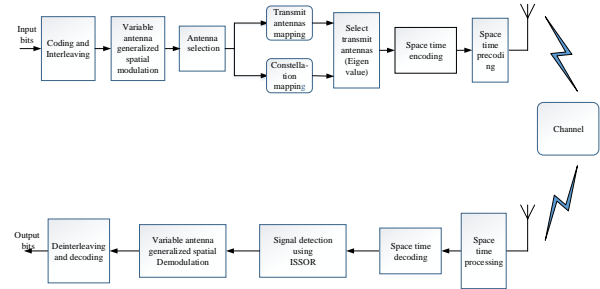 Input
bits
Coding and
Interleaving
Variable
antenna
generalized
spatial
modulation
Antenna
selection
Transmit
antennas
mapping
Constella-
tion
mapping
Select
transmit
antennas
(Eigen
value)
Space time
encoding
Space
time
precodi
ng
Channel
Output
bits
Deinterleaving
and decoding
Variable antenna
generalized spatial
Demodulation
Signal detection
using
ISSOR
Space time
decoding
Space
time
processing